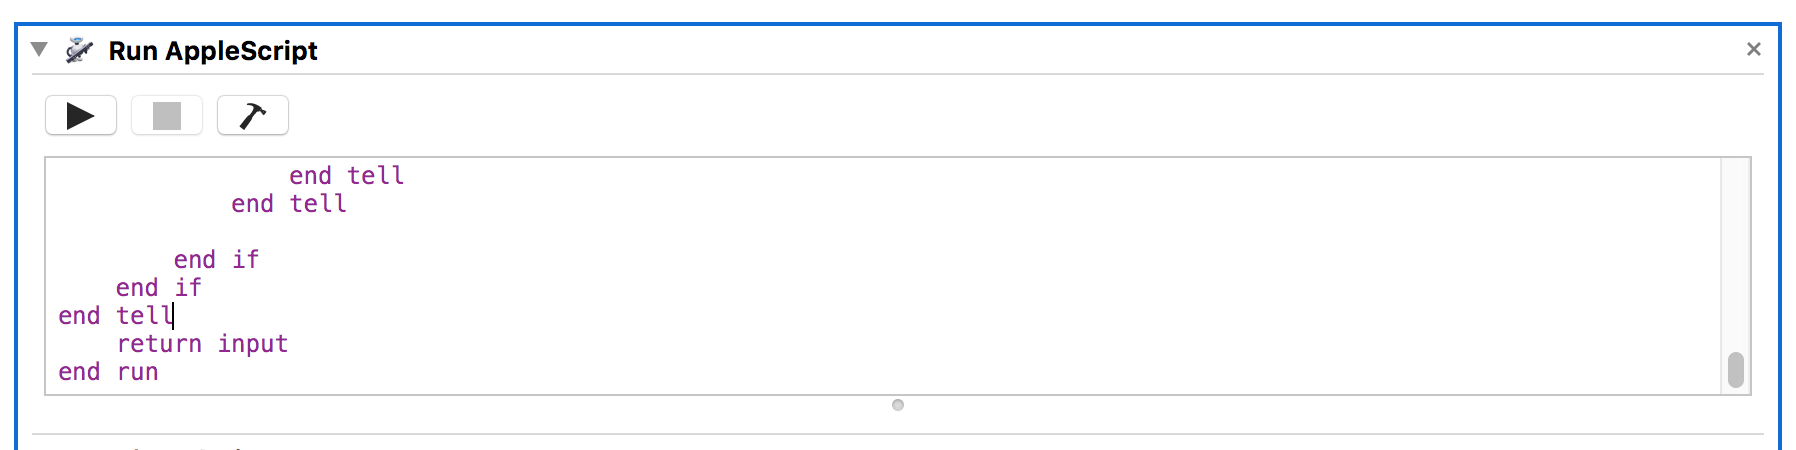 Run AppleScript
end tell
end tell
end if
end if
end tell
return input
end run